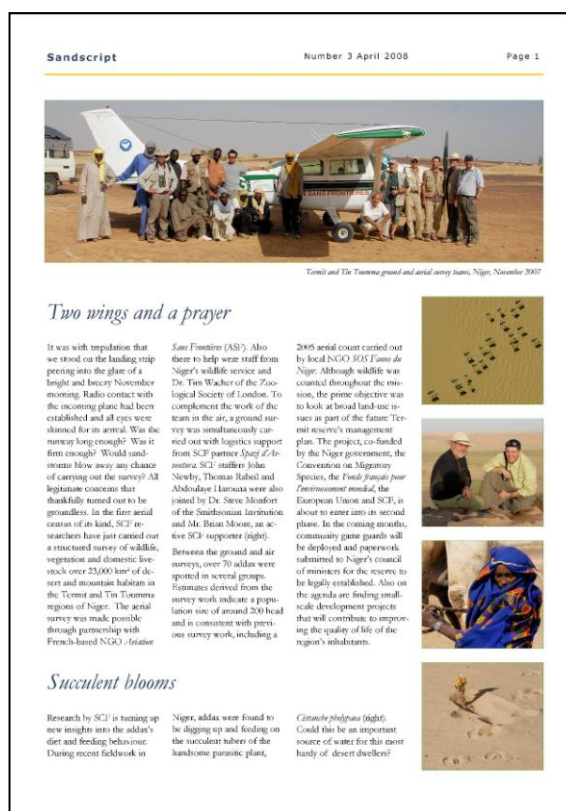 Sandscript
Number 3 April 2008
Page 1
SANS FRONTIERES
Termit and Tin Toumma ground and aerial survey teams, Niger, November 2007
Two wings and a prayer
It was with trepidation that
we stood on the landing strip
peering into the glare of a
bright and breezy November
morning. Radio contact with
the incoming plane had been
established and all eyes were
skinned for its arrival. Was the
runway long enough? Was it
firm enough? Would sand-
storms blow away any chance
of carrying out the survey? All
legitimate concerns that
thankfully turned out to be
groundless. In the first aerial
census of its kind, SCF re-
searchers have just carried out
a structured survey of wildlife,
vegetation and domestic live-
stock over 23,000 km² of de-
sert and mountain habitats in
the Termit and Tin Toumma
regions of Niger. The aerial
survey was made possible
through partnership with
French-based NGO Aviation
Sans Frontières (ASF). Also
there to help were staff from
Niger's wildlife service and
Dr. Tim Wacher of the Zoo-
logical Society of London. To
complement the work of the
team in the air, a ground sur-
vey was simultaneously car-
ried out with logistics support
from SCF partner Spazi d'Av-
ventura. SCF staffers John
Newby, Thomas Rabeil and
Abdoulaye Harouna were also
joined by Dr. Steve Monfort
of the Smithsonian Institution
and Mr. Brian Moore, an ac-
tive SCF supporter (right).
Between the ground and air
surveys, over 70 addax were
spotted in several groups.
Estimates derived from the
survey work indicate a popu-
lation size of around 200 head
and is consistent with previ-
ous survey work, including a
2005 aerial count carried out
by local NGO SOS Faune du
Niger. Although wildlife was
counted throughout the mis-
sion, the prime objective was
to look at broad land-use is-
sues as part of the future Ter-
mit reserve's management
plan. The project, co-funded
by the Niger government, the
Convention on Migratory
Species, the Fonds français pour
l'environnement mondial, the
European Union and SCF, is
about to enter into its second
phase. In the coming months,
community game guards will
be deployed and paperwork
submitted to Niger's council
of ministers for the reserve to
be legally established. Also on
the agenda are finding small-
scale development projects
that will contribute to improv-
ing the quality of life of the
region's inhabitants.
Succulent blooms
Research by SCF is turning up
new insights into the addax's
diet and feeding behaviour.
During recent fieldwork in
Niger, addax were found to
be digging up and feeding on
the succulent tubers of the
handsome parasitic plant,
Cistanche phelypaea (right).
Could this be an important
source of water for this most
hardy of desert dwellers?